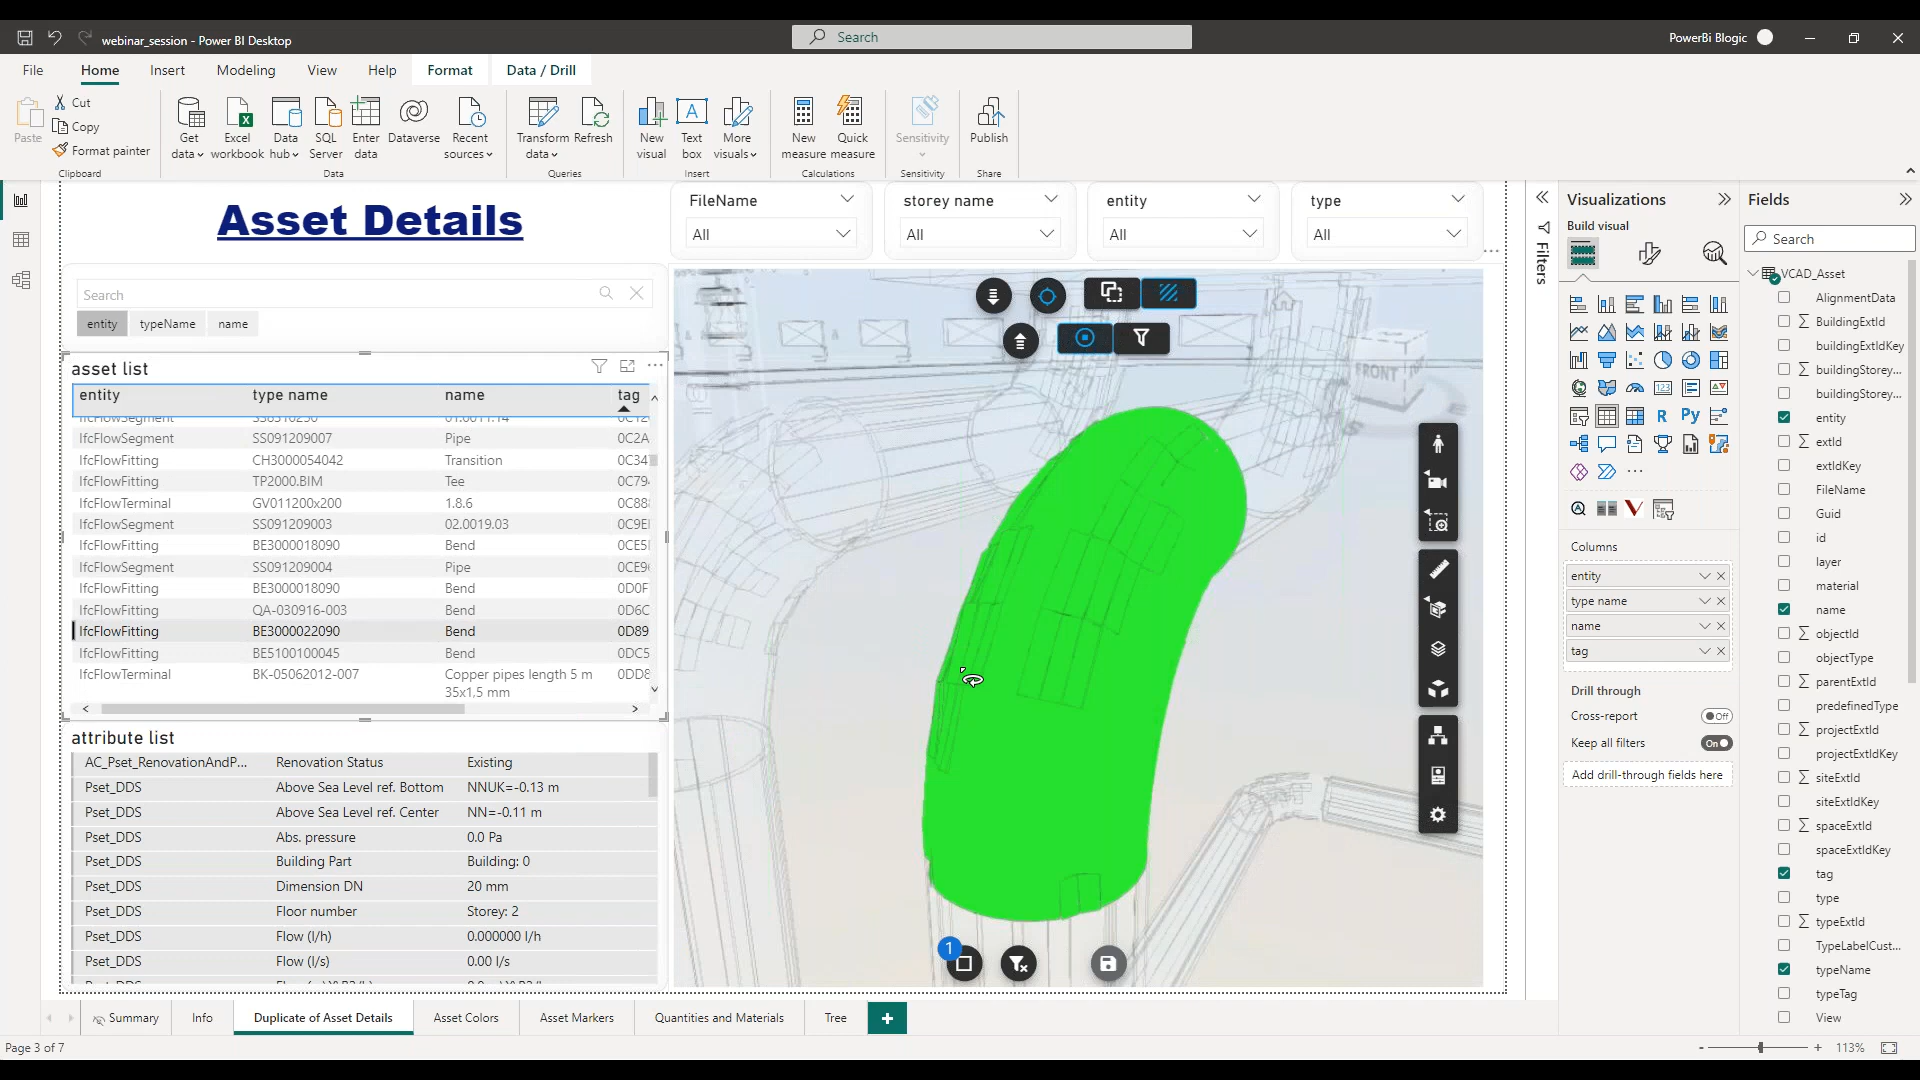 webinar_session - Power BI Desktop
Search
PowerBi Blogic
File Home Insert Modeling View Help Format Data / Drill
Paste
Cut
Copy
Format painter
Clipboard
Get data
Excel workbook
Data hub
SQL Server
Enter data
Dataverse
Recent sources
Data
Transform data
Refresh
Queries
New visual
Text box
More visuals
Insert
New measure
Quick measure
Calculations
Sensitivity
Sensitivity
Publish
Share
Asset Details
FileName
All
storey name
All
entity
All
type
All
Search
entity typeName name
asset list
entity type name name tag
IfcFlowSegment SS091209007 Pipe 0C2A
IfcFlowFitting CH3000054042 Transition 0C34
IfcFlowFitting TP2000.BIM Tee 0C79
IfcFlowTerminal GV011200x200 1.8.6 0C88
IfcFlowSegment SS091209003 02.0019.03 0C9E
IfcFlowFitting BE3000018090 Bend 0CE5
IfcFlowSegment SS091209004 Pipe 0CE9
IfcFlowFitting BE3000018090 Bend 0D0F
IfcFlowFitting QA-030916-003 Bend 0D6C
IfcFlowFitting BE3000022090 Bend 0D89
IfcFlowFitting BE5100100045 Bend 0DC5
IfcFlowTerminal BK-05062012-007 Copper pipes length 5 m 0DD8
35x1,5 mm
attribute list
AC_Pset_RenovationAndP... Renovation Status Existing
Pset_DDS Above Sea Level ref. Bottom NNUK=-0.13 m
Pset_DDS Above Sea Level ref. Center NN=-0.11 m
Pset_DDS Abs. pressure 0.0 Pa
Pset_DDS Building Part Building: 0
Pset_DDS Dimension DN 20 mm
Pset_DDS Floor number Storey: 2
Pset_DDS Flow (l/h) 0.000000 l/h
Pset_DDS Flow (l/s) 0.00 l/s
FRONT
1
Filters
Visualizations
Build visual
Columns
entity
type name
name
tag
Drill through
Cross-report Off
Keep all filters On
Add drill-through fields here
Fields
Search
VCAD_Asset
AlignmentData
BuildingExtId
buildingExtIdKey
buildingStorey...
buildingStorey...
entity
extId
extIdKey
FileName
Guid
id
layer
material
name
objectId
objectType
parentExtId
predefinedType
projectExtId
projectExtIdKey
siteExtId
siteExtIdKey
spaceExtId
spaceExtIdKey
tag
type
typeExtId
TypeLabelCust...
typeName
typeTag
View
Summary Info Duplicate of Asset Details Asset Colors Asset Markers Quantities and Materials Tree +
Page 3 of 7
- + 113%